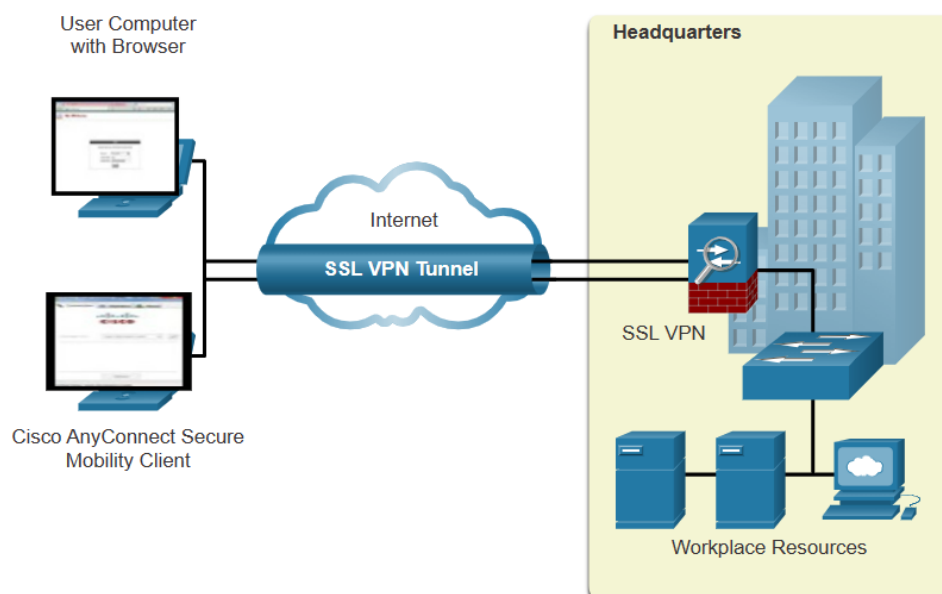 User Computer
with Browser
Headquarters
Internet
SSL VPN Tunnel
SSL VPN
Cisco AnyConnect Secure
Mobility Client
Workplace Resources